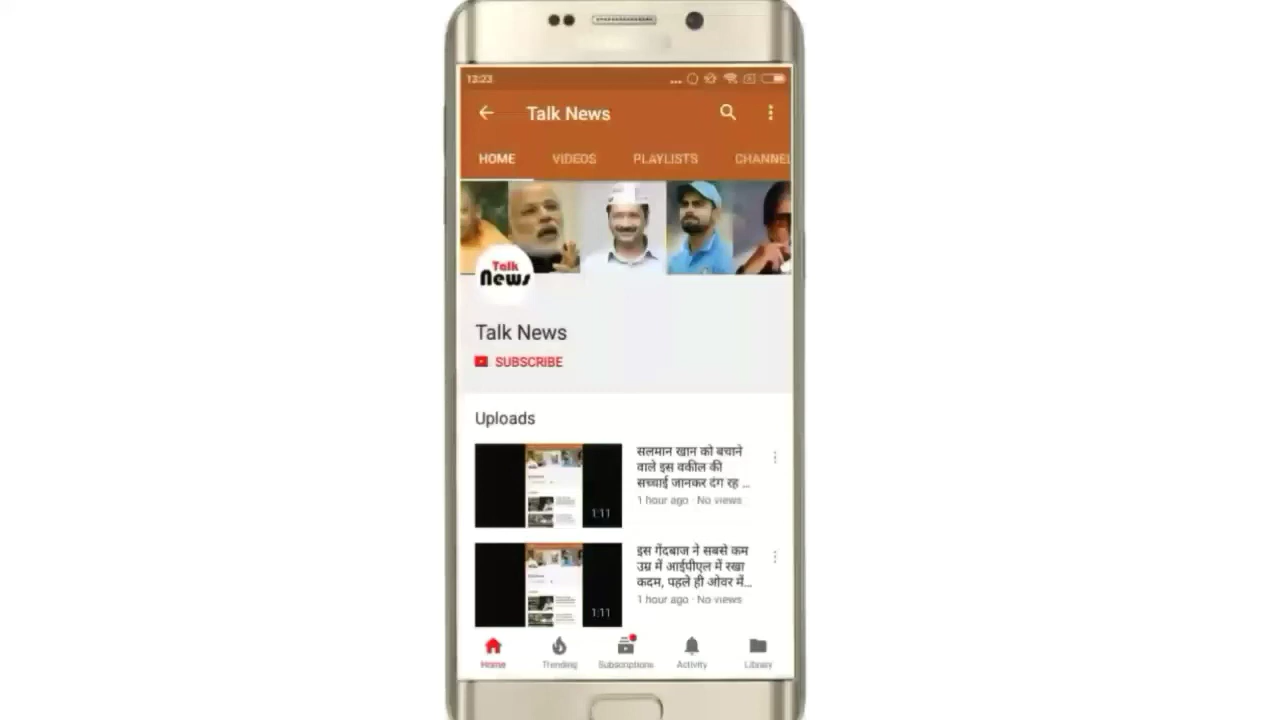 13:23
Talk News
HOME VIDEOS PLAYLISTS CHANNEL
Talk
News
Talk News
SUBSCRIBE
Uploads
सलमान खान को बचाने
वाले इस वकील की
सच्चाई जानकर दंग रह ...
1 hour ago · No views
1:11
इस गेंदबाज ने सबसे कम
उम्र में आईपीएल में रखा
कदम, पहले ही ओवर में...
1 hour ago · No views
1:11
Home Trending Subscriptions Activity Library